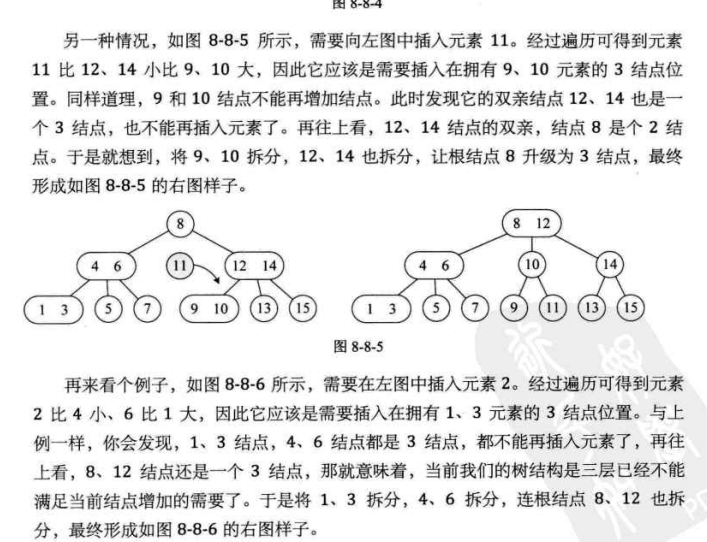 图 8-8-4
另一种情况，如图 8-8-5 所示，需要向左图中插入元素 11。经过遍历可得到元素
11 比 12、14 小比 9、10 大，因此它应该是需要插入在拥有 9、10 元素的 3 结点位
置。同样道理，9 和 10 结点不能再增加结点。此时发现它的双亲结点 12、14 也是一
个 3 结点，也不能再插入元素了。再往上看，12、14 结点的双亲，结点 8 是个 2 结
点。于是就想到，将 9、10 拆分，12、14 也拆分，让根结点 8 升级为 3 结点，最终
形成如图 8-8-5 的右图样子。
8 8 12
4 6 11 12 14 4 6 10 14
1 3 5 7 9 10 13 15 1 3 5 7 9 11 13 15
图 8-8-5
再来看个例子，如图 8-8-6 所示，需要在左图中插入元素 2。经过遍历可得到元素
2 比 4 小、6 比 1 大，因此它应该是需要插入在拥有 1、3 元素的 3 结点位置。与上
例一样，你会发现，1、3 结点，4、6 结点都是 3 结点，都不能再插入元素了，再往
上看，8、12 结点还是一个 3 结点，那就意味着，当前我们的树结构是三层已经不能
满足当前结点增加的需要了。于是将 1、3 拆分，4、6 拆分，连根结点 8、12 也拆
分，最终形成如图 8-8-6 的右图样子。